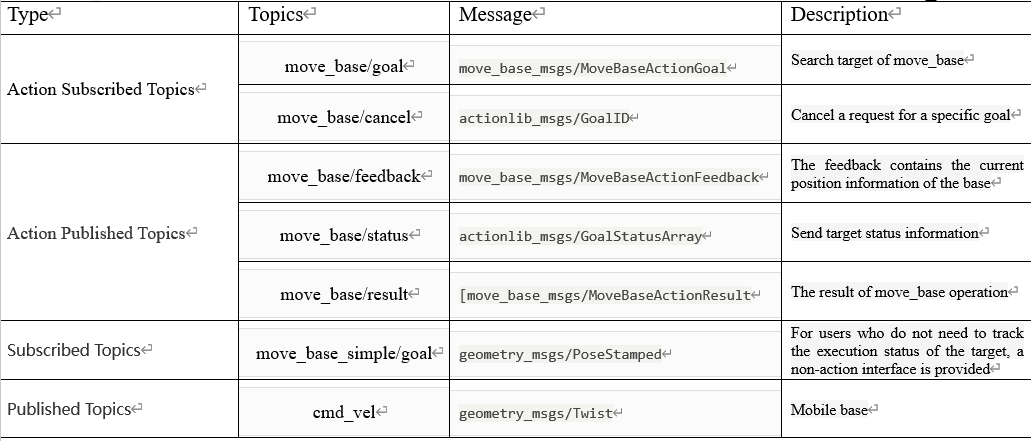 Type↵ Topics↵ Message↵ Description↵
Action Subscribed Topics↵ move_base/goal↵ move_base_msgs/MoveBaseActionGoal↵ Search target of move_base↵
move_base/cancel↵ actionlib_msgs/GoalID↵ Cancel a request for a specific goal↵
Action Published Topics↵ move_base/feedback↵ move_base_msgs/MoveBaseActionFeedback↵ The feedback contains the current
position information of the base↵
move_base/status↵ actionlib_msgs/GoalStatusArray↵ Send target status information↵
move_base/result↵ [move_base_msgs/MoveBaseActionResult↵ The result of move_base operation↵
Subscribed Topics↵ move_base_simple/goal↵ geometry_msgs/PoseStamped↵ For users who do not need to track
the execution status of the target, a
non-action interface is provided↵
Published Topics↵ cmd_vel↵ geometry_msgs/Twist↵ Mobile base↵